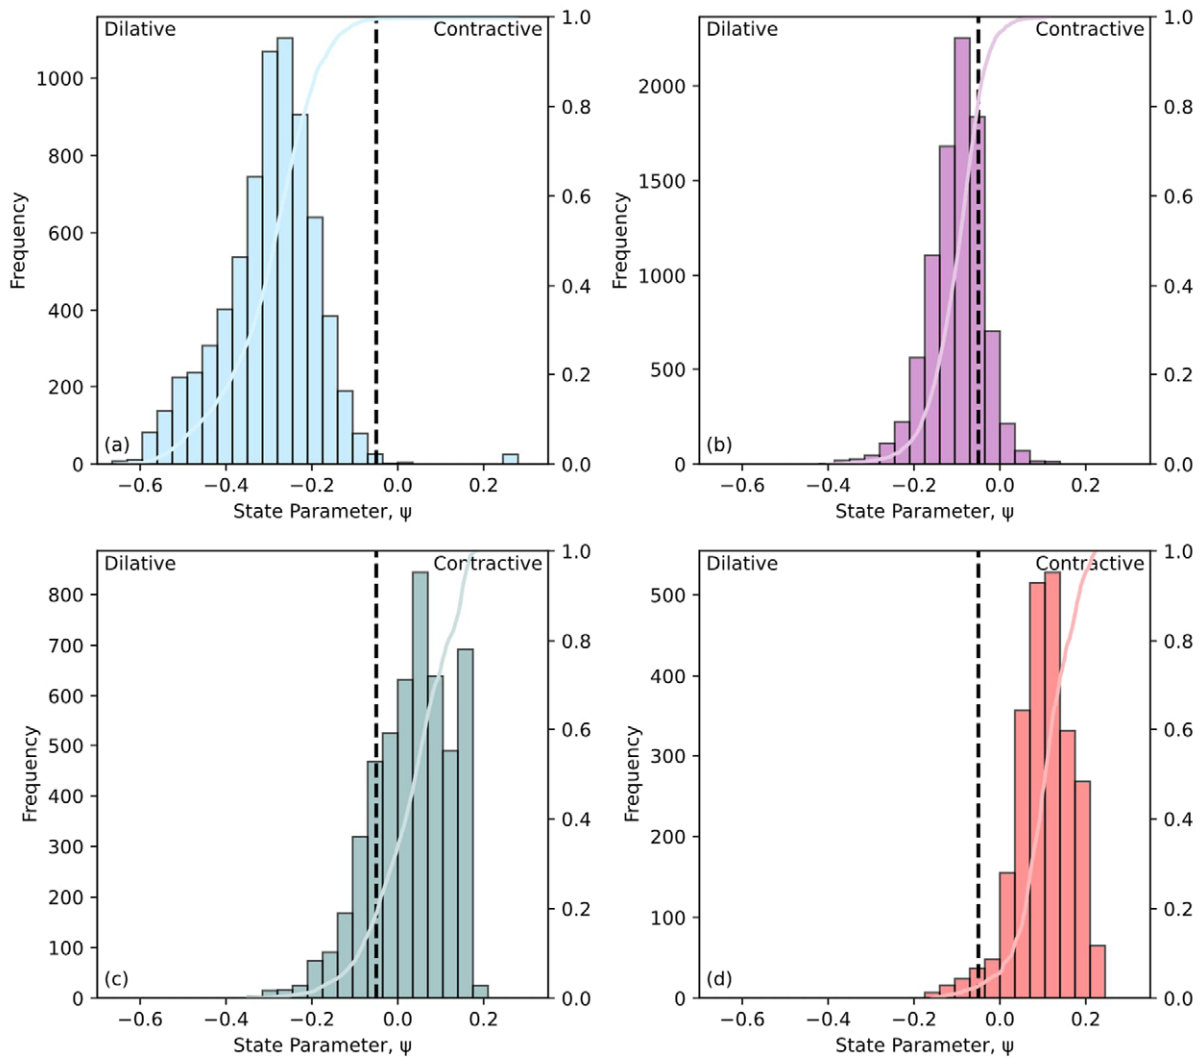 Dilative Contractive 1.0
1000 0.8
800
0.6
600
0.4
400
200 0.2
(a)
0 0.0
−0.6 −0.4 −0.2 0.0 0.2
State Parameter, ψ
Frequency
Dilative Contractive 1.0
2000 0.8
1500 0.6
1000 0.4
500 0.2
(b)
0 0.0
−0.6 −0.4 −0.2 0.0 0.2
State Parameter, ψ
Frequency
Dilative Contractive 1.0
800
700 0.8
600
0.6
500
400 0.4
300
200 0.2
100
(c)
0 0.0
−0.6 −0.4 −0.2 0.0 0.2
State Parameter, ψ
Frequency
Dilative Contractive 1.0
500
0.8
400
0.6
300
200 0.4
100 0.2
(d)
0 0.0
−0.6 −0.4 −0.2 0.0 0.2
State Parameter, ψ
Frequency